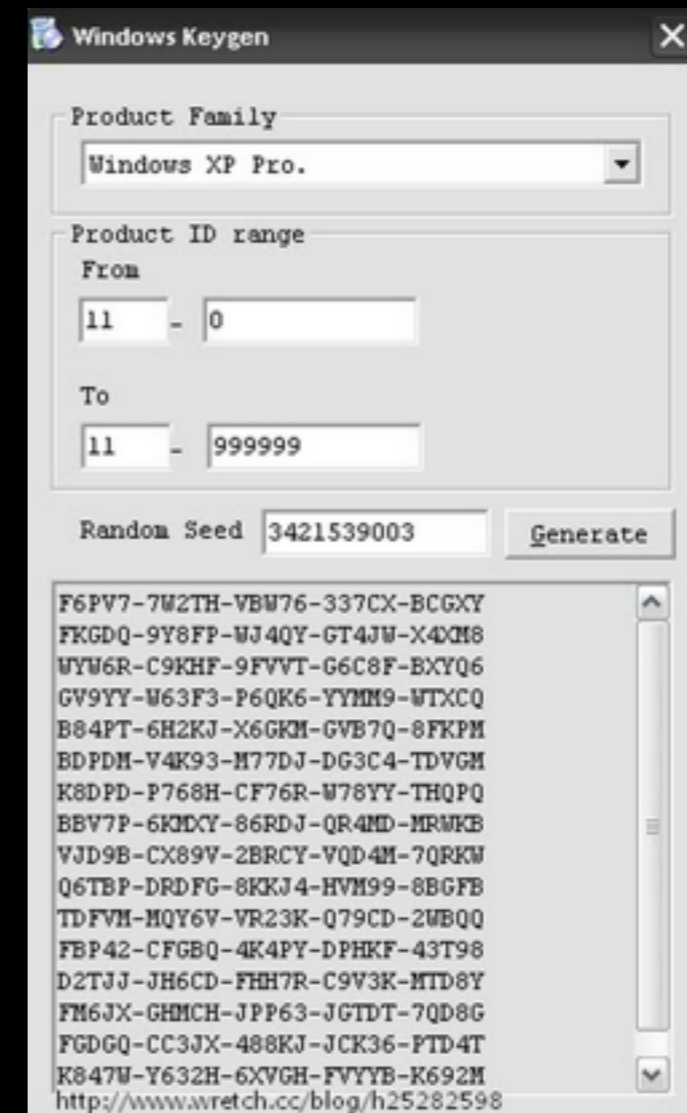 Windows Keygen
Product Family
Windows XP Pro.
Product ID range
From
11 - 0
To
11 - 999999
Random Seed 3421539003 Generate
F6PV7-7W2TH-VBW76-337CX-BCGXY
FKGDQ-9Y8FP-WJ4QY-GT4JW-X4XM8
WYW6R-C9KHF-9FVVT-G6C8F-BXYQ6
GV9YY-W63F3-P6QK6-YYMM9-WTXCQ
B84PT-6H2KJ-X6GKM-GVB7Q-8FKPM
BDPDM-V4K93-M77DJ-DG3C4-TDVGM
K8DPD-P768H-CF76R-W78YY-THQPQ
BBV7P-6KMXY-86RDJ-QR4MD-MRWKB
VJD9B-CX89V-2BRCY-VQD4M-7QRKW
Q6TBP-DRDFG-8KKJ4-HVM99-8BGFB
TDFVM-MQY6V-VR23K-Q79CD-2WBQQ
FBP42-CFGBQ-4K4PY-DPHKF-43T98
D2TJJ-JH6CD-FHH7R-C9V3K-MTD8Y
FM6JX-GHMCH-JPP63-JGTDT-7QD8G
FGDGQ-CC3JX-488KJ-JCK36-PTD4T
K847W-Y632H-6XVGH-FVYYB-K692M
http://www.wretch.cc/blog/h25282598